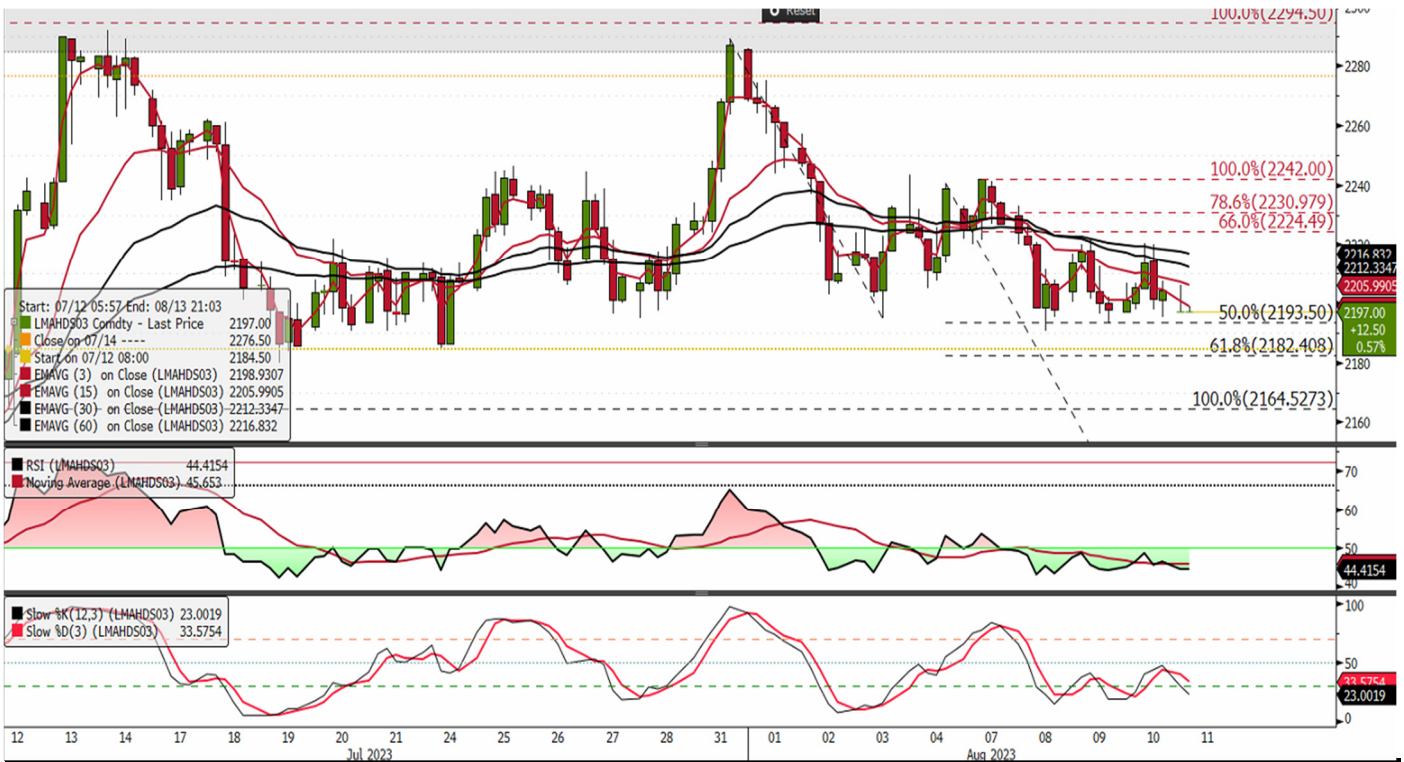 Reset
2300
100.0%(2294.50)
2280
2260
2240
100.0%(2242.00)
78.6%(2230.979)
66.0%(2224.49)
2220
2216.832
2212.3347
2205.9905
50.0%(2193.50)
2197.00
+12.50
0.57%
61.8%(2182.408)
2180
100.0%(2164.5273)
2160
Start: 07/12 05:57 End: 08/13 21:03
LMAHDS03 Comdty - Last Price 2197.00
Close on 07/14 ---- 2276.50
Start on 07/12 08:00 2184.50
EMAVG (3) on Close (LMAHDS03) 2198.9307
EMAVG (15) on Close (LMAHDS03) 2205.9905
EMAVG (30) on Close (LMAHDS03) 2212.3347
EMAVG (60) on Close (LMAHDS03) 2216.832
RSI (LMAHDS03) 44.4154
Moving Average (LMAHDS03) 45.653
70
60
50
44.4154
40
Slow %K(12,3) (LMAHDS03) 23.0019
Slow %D(3) (LMAHDS03) 33.5754
100
50
33.5754
23.0019
0
12 13 14 17 18 19 20 21 24 25 26 27 28 31 01 02 03 04 07 08 09 10 11
Jul 2023 Aug 2023